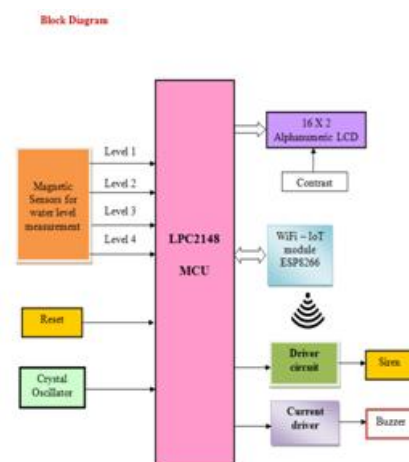 Block Diagram
16 X 2
Alphanumeric LCD
Level 1
Contrast
Magnetic
Sensors for
water level
measurement
Level 2
Level 3
Level 4
LPC2148
MCU
WiFi – IoT
module
ESP8266
Reset
Driver
circuit
Siren
Crystal
Oscillator
Current
driver
Buzzer